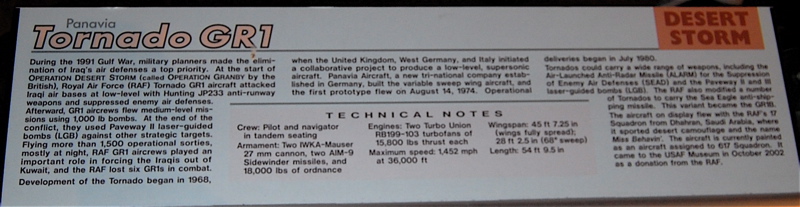 Panavia
Tornado GR1
DESERT
STORM
During the 1991 Gulf War, military planners made the elimi-
nation of Iraq's air defenses a top priority. At the start of
OPERATION DESERT STORM (called OPERATION GRANBY by the
British), Royal Air Force (RAF) Tornado GR1 aircraft attacked
Iraqi air bases at low-level with Hunting JP233 anti-runway
weapons and suppressed enemy air defenses.
Afterward, GR1 aircrews flew medium-level mis-
sions using 1,000 lb bombs. At the end of the
conflict, they used Paveway II laser-guided
bombs (LGB) against other strategic targets.
Flying more than 1,500 operational sorties,
mostly at night, RAF GR1 aircrews played an
important role in forcing the Iraqis out of
Kuwait, and the RAF lost six GR1s in combat.
Development of the Tornado began in 1968,
when the United Kingdom, West Germany, and Italy initiated
a collaborative project to produce a low-level, supersonic
aircraft. Panavia Aircraft, a new tri-national company estab-
lished in Germany, built the variable sweep wing aircraft, and
the first prototype flew on August 14, 1974. Operational
deliveries began in July 1980.
Tornados could carry a wide range of weapons, including the
Air-Launched Anti-Radar Missile (ALARM) for the Suppression
of Enemy Air Defenses (SEAD) and the Paveway II and III
laser-guided bombs (LGB). The RAF also modified a number
of Tornados to carry the Sea Eagle anti-ship-
ping missile. This variant became the GR1B.
The aircraft on display flew with the RAF's 17
Squadron from Dhahran, Saudi Arabia, where
it sported desert camouflage and the name
Miss Behavin'. The aircraft is currently painted
as an aircraft assigned to 617 Squadron. It
came to the USAF Museum in October 2002
as a donation from the RAF.
TECHNICAL NOTES
Crew: Pilot and navigator
in tandem seating
Armament: Two IWKA-Mauser
27 mm cannon, two AIM-9
Sidewinder missiles, and
18,000 lbs of ordnance
Engines: Two Turbo Union
RB199-103 turbofans of
15,800 lbs thrust each
Maximum speed: 1,452 mph
at 36,000 ft
Wingspan: 45 ft 7.25 in
(wings fully spread);
28 ft 2.5 in (68° sweep)
Length: 54 ft 9.5 in